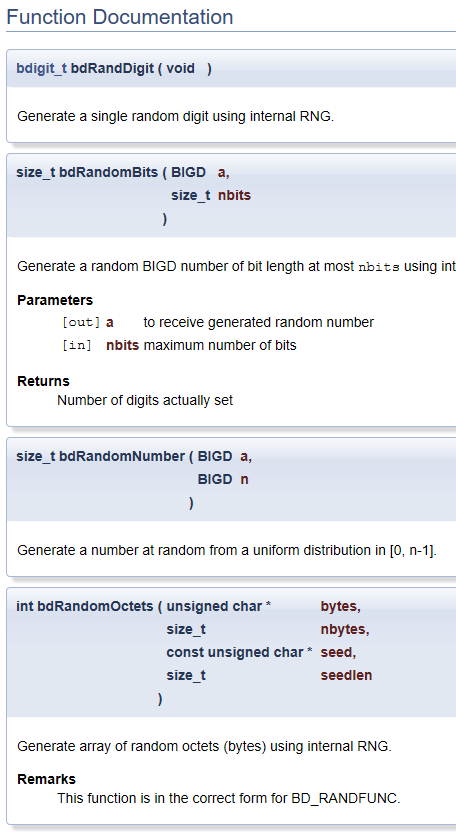 Function Documentation
bdigit_t bdRandDigit ( void )
Generate a single random digit using internal RNG.
size_t bdRandomBits ( BIGD a,
size_t nbits
)
Generate a random BIGD number of bit length at most nbits using int
Parameters
[out] a to receive generated random number
[in] nbits maximum number of bits
Returns
Number of digits actually set
size_t bdRandomNumber ( BIGD a,
BIGD n
)
Generate a number at random from a uniform distribution in [0, n-1].
int bdRandomOctets ( unsigned char * bytes,
size_t nbytes,
const unsigned char * seed,
size_t seedlen
)
Generate array of random octets (bytes) using internal RNG.
Remarks
This function is in the correct form for BD_RANDFUNC.